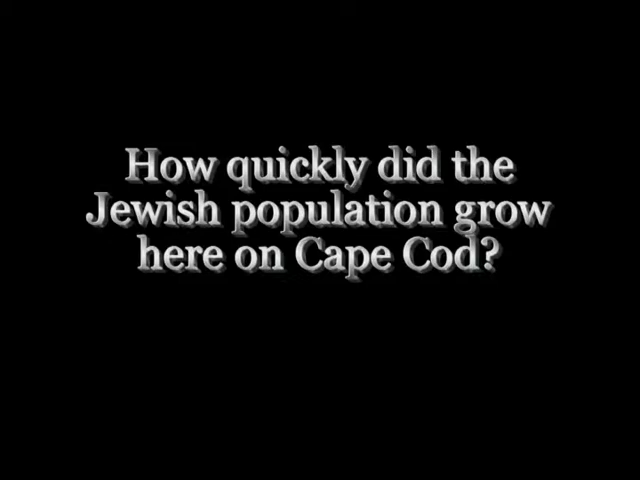 How quickly did the
Jewish population grow
here on Cape Cod?